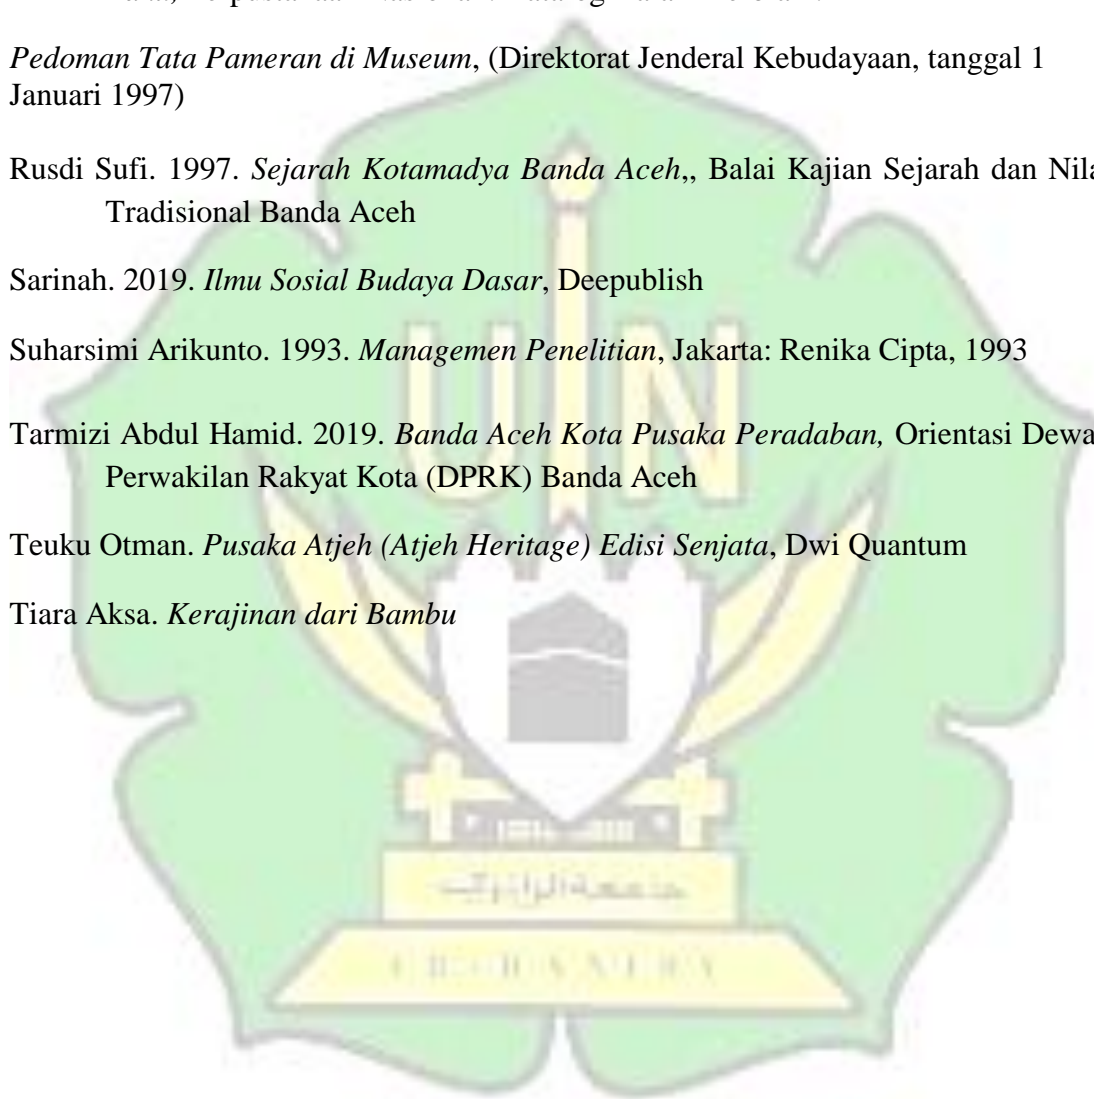 Pedoman Tata Pameran di Museum, (Direktorat Jenderal Kebudayaan, tanggal 1
Januari 1997)
Rusdi Sufi. 1997. Sejarah Kotamadya Banda Aceh,, Balai Kajian Sejarah dan Nila
Tradisional Banda Aceh
Sarinah. 2019. Ilmu Sosial Budaya Dasar, Deepublish
Suharsimi Arikunto. 1993. Managemen Penelitian, Jakarta: Renika Cipta, 1993
Tarmizi Abdul Hamid. 2019. Banda Aceh Kota Pusaka Peradaban, Orientasi Dewa
Perwakilan Rakyat Kota (DPRK) Banda Aceh
Teuku Otman. Pusaka Atjeh (Atjeh Heritage) Edisi Senjata, Dwi Quantum
Tiara Aksa. Kerajinan dari Bambu
UIN